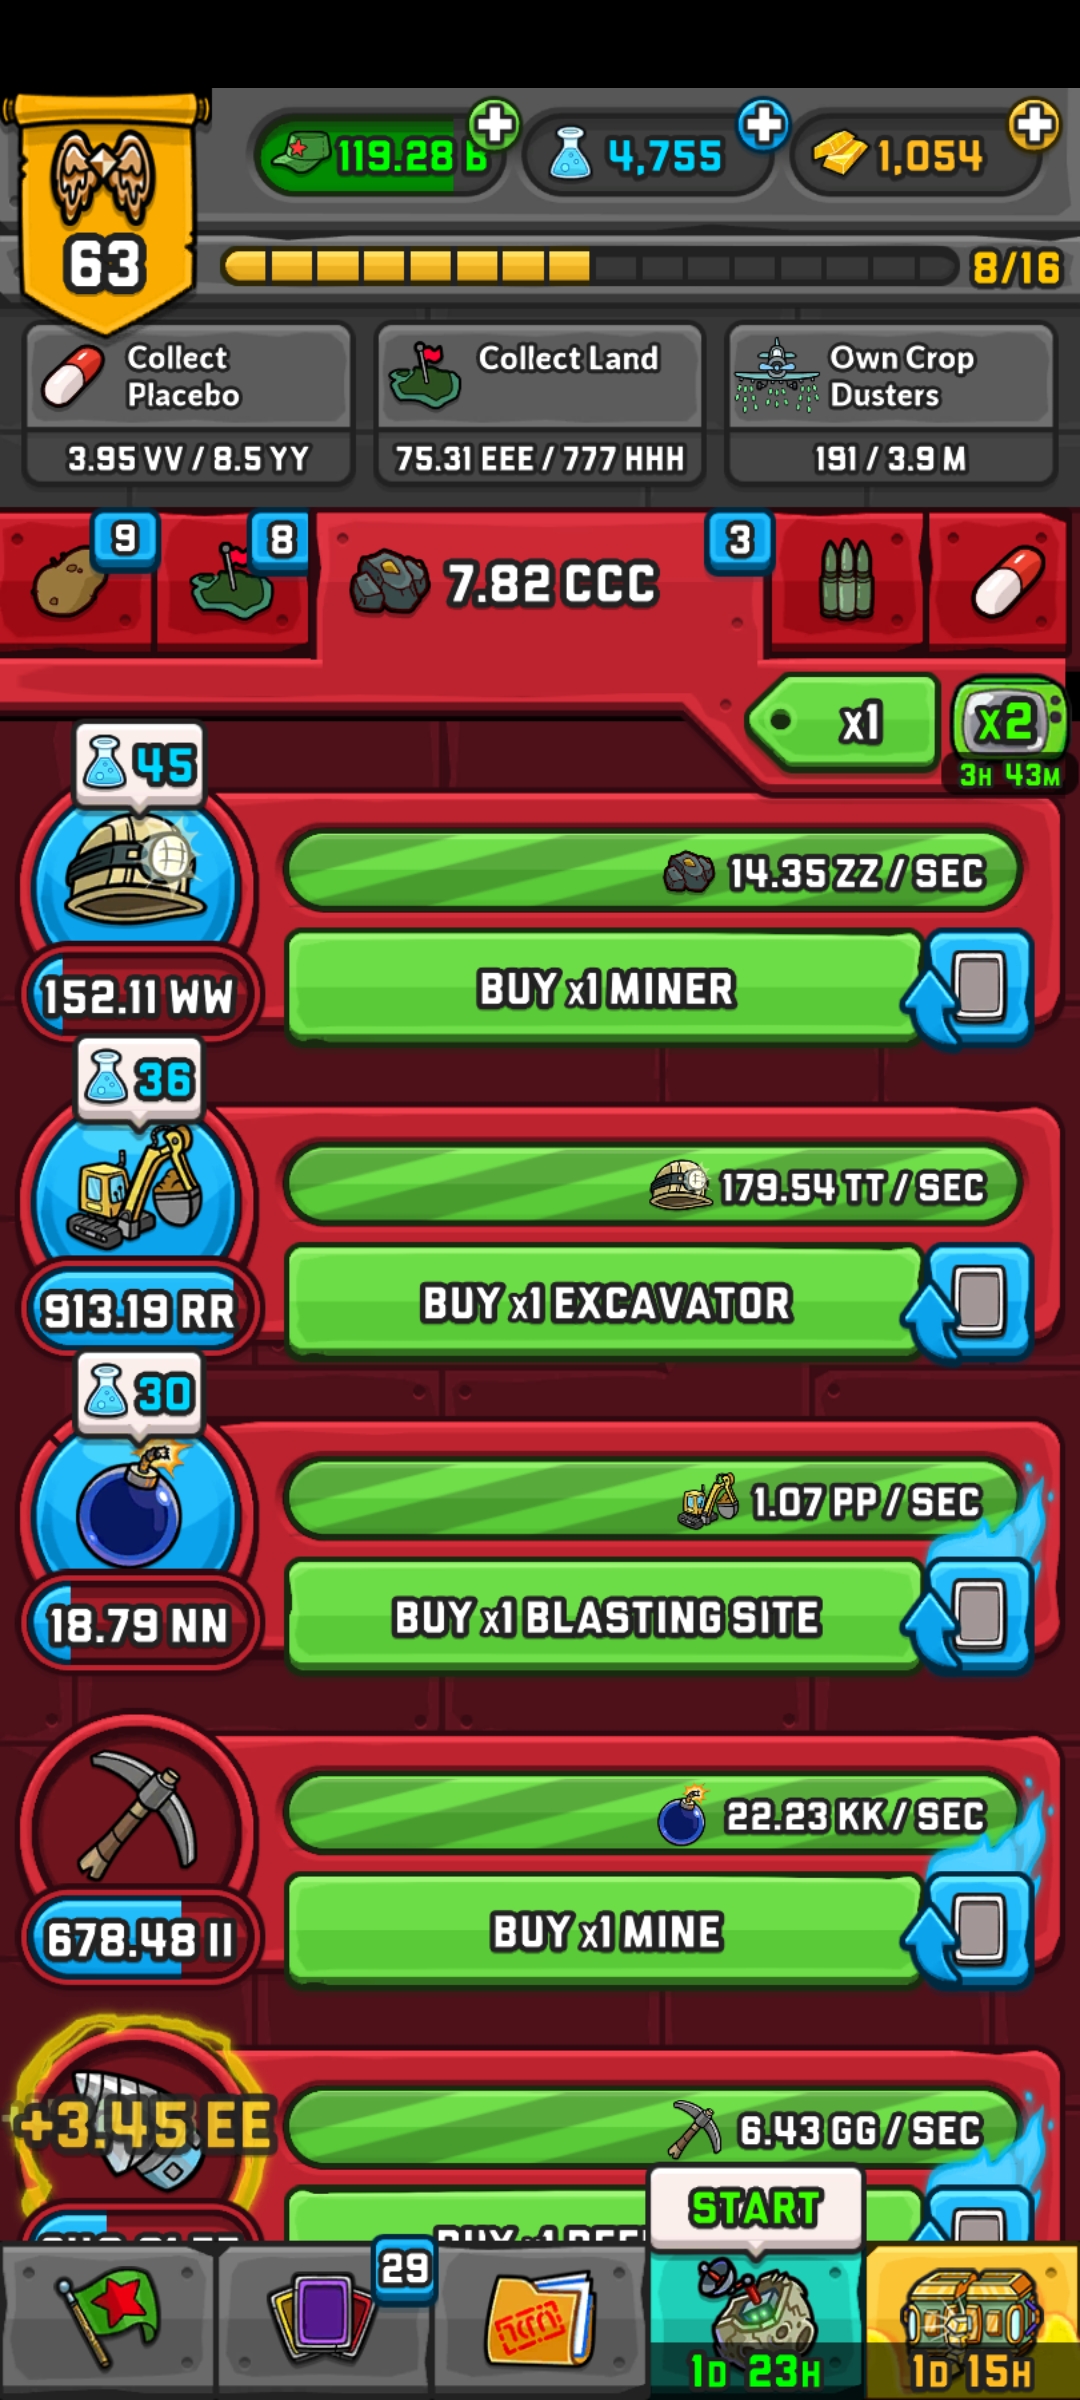 119.28 B
4,755
1,054
63
8/16
Collect
Placebo
3.95 VV / 8.5 YY
Collect Land
75.31 EEE / 777 HHH
Own Crop
Dusters
191 / 3.9 M
9
8
7.82 CCC
3
x1
x2
3H 43M
45
14.35 ZZ / SEC
152.11 WW
BUY x1 MINER
36
179.54 TT / SEC
913.19 RR
BUY x1 EXCAVATOR
30
1.07 PP / SEC
18.79 NN
BUY x1 BLASTING SITE
22.23 KK / SEC
678.48 II
BUY x1 MINE
+3.45 EE
6.43 GG / SEC
BUY x1
START
29
1D 23H
1D 15H